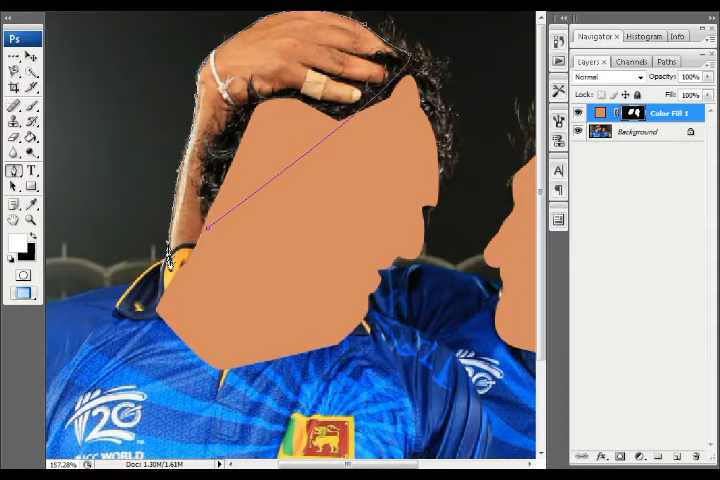 Ps
Navigator × Histogram Info
Layers × Channels Paths
Normal Opacity: 100%
Lock: Fill: 100%
Color Fill 1
Background
T
A
T20
ICC WORLD
157.28% Doc: 1.30M/1.61M